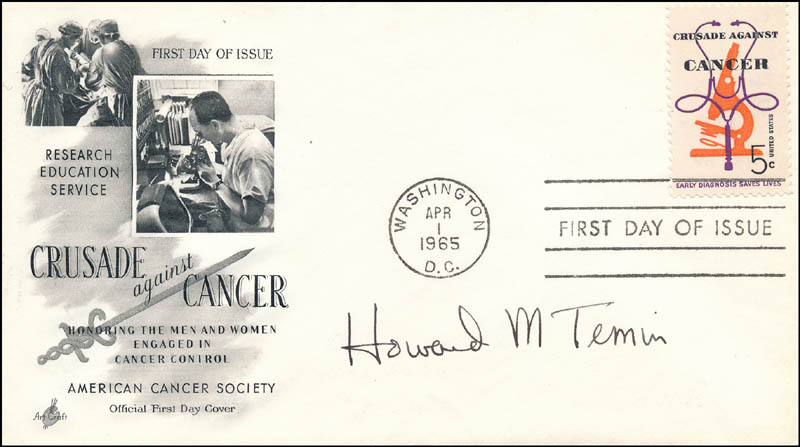 FIRST DAY OF ISSUE
RESEARCH
EDUCATION
SERVICE
CRUSADE
against
CANCER
HONORING THE MEN AND WOMEN
ENGAGED IN
CANCER CONTROL
AMERICAN CANCER SOCIETY
Official First Day Cover
Art Craft
WASHINGTON
APR
1
1965
D.C.
CRUSADE AGAINST
CANCER
5c
UNITED STATES
EARLY DIAGNOSIS SAVES LIVES
FIRST DAY OF ISSUE
Howard M Temin